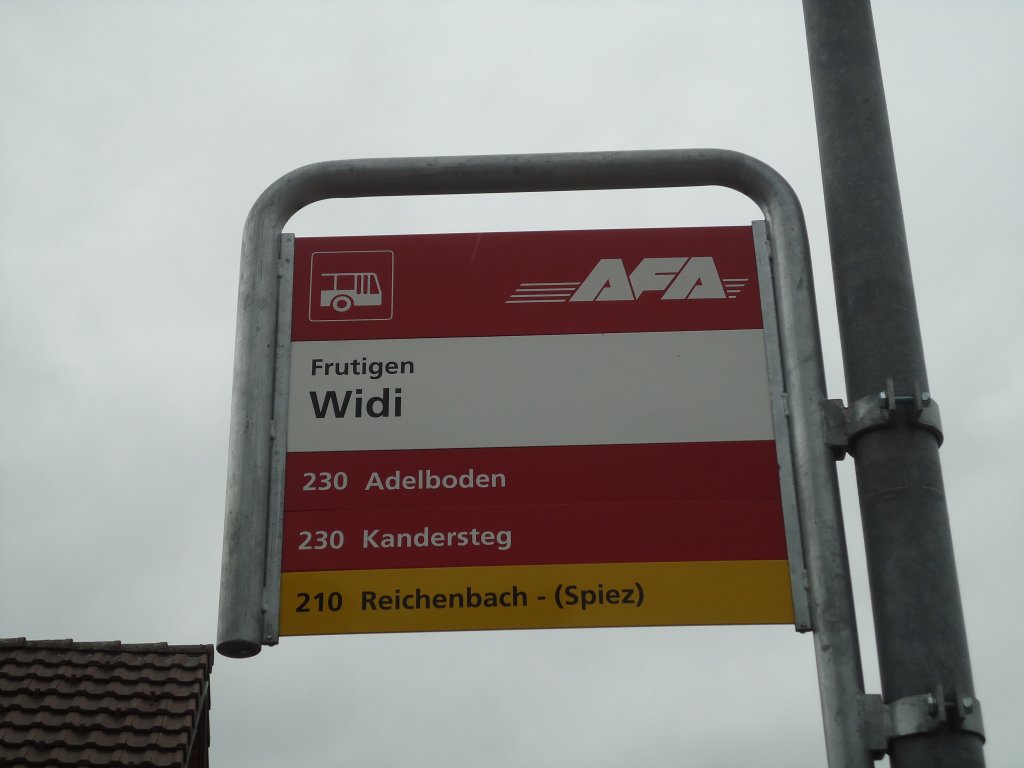 AFA
Frutigen
Widi
230 Adelboden
230 Kandersteg
210 Reichenbach - (Spiez)